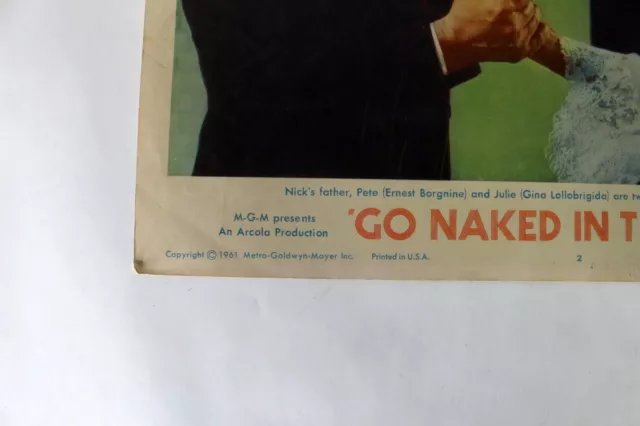 Nick's father, Pete (Ernest Borgnine) and Julie (Gina Lollobrigida) are tw
M-G-M presents
An Arcola Production
'GO NAKED IN T
Copyright © 1961 Metro-Goldwyn-Mayer Inc. Printed in U.S.A. 2